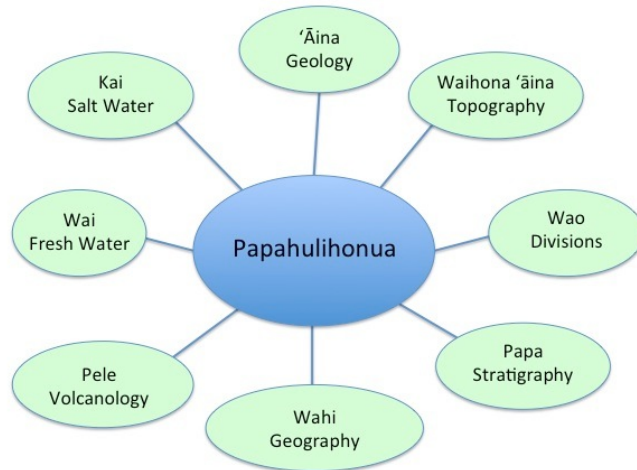 ʻĀina
Geology
Kai
Salt Water
Waihona ʻāina
Topography
Wai
Fresh Water
Papahulihonua
Wao
Divisions
Pele
Volcanology
Wahi
Geography
Papa
Stratigraphy